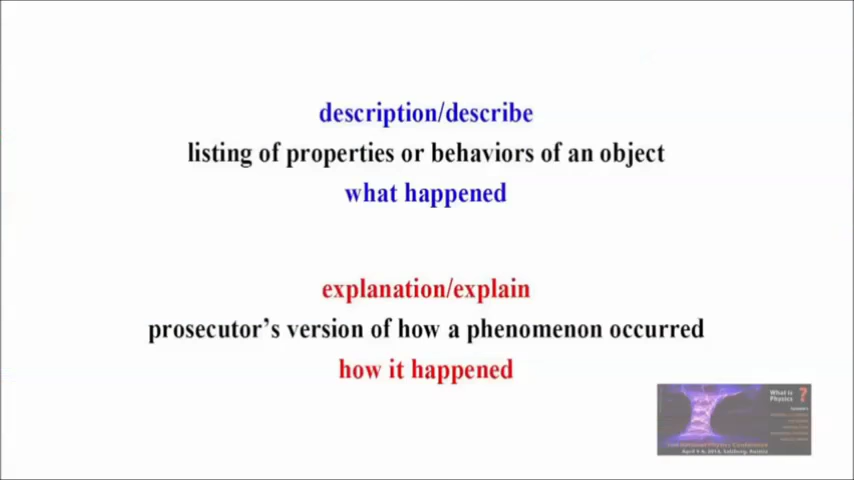 description/describe
listing of properties or behaviors of an object
what happened
explanation/explain
prosecutor's version of how a phenomenon occurred
how it happened
What is
Physics ?